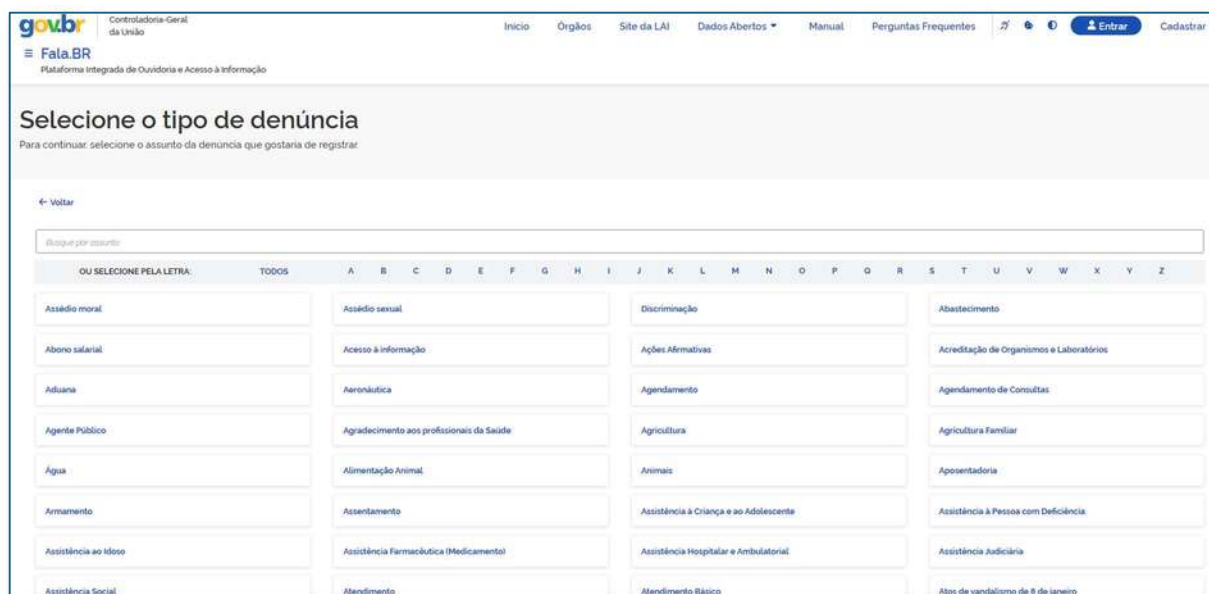 gov.br
Controladoria-Geral
da União
Início Órgãos Site da LAI Dados Abertos Manual Perguntas Frequentes Entrar Cadastrar
Fala.BR
Plataforma Integrada de Ouvidoria e Acesso à Informação
Selecione o tipo de denúncia
Para continuar, selecione o assunto da denúncia que gostaria de registrar.
Voltar
Busque por assunto
OU SELECIONE PELA LETRA: TODOS A B C D E F G H I J K L M N O P Q R S T U V W X Y Z
Assédio moral Assédio sexual Discriminação Abastecimento
Abono salarial Acesso à informação Ações Afirmativas Acreditação de Organismos e Laboratórios
Aduana Aeronáutica Agendamento Agendamento de Consultas
Agente Público Agradecimento aos profissionais da Saúde Agricultura Agricultura Familiar
Água Alimentação Animal Animais Aposentadoria
Armamento Assentamento Assistência à Criança e ao Adolescente Assistência à Pessoa com Deficiência
Assistência ao Idoso Assistência Farmacêutica (Medicamento) Assistência Hospitalar e Ambulatorial Assistência Judiciária
Assistência Social Atendimento Atendimento Básico Atos de vandalismo de 8 de janeiro